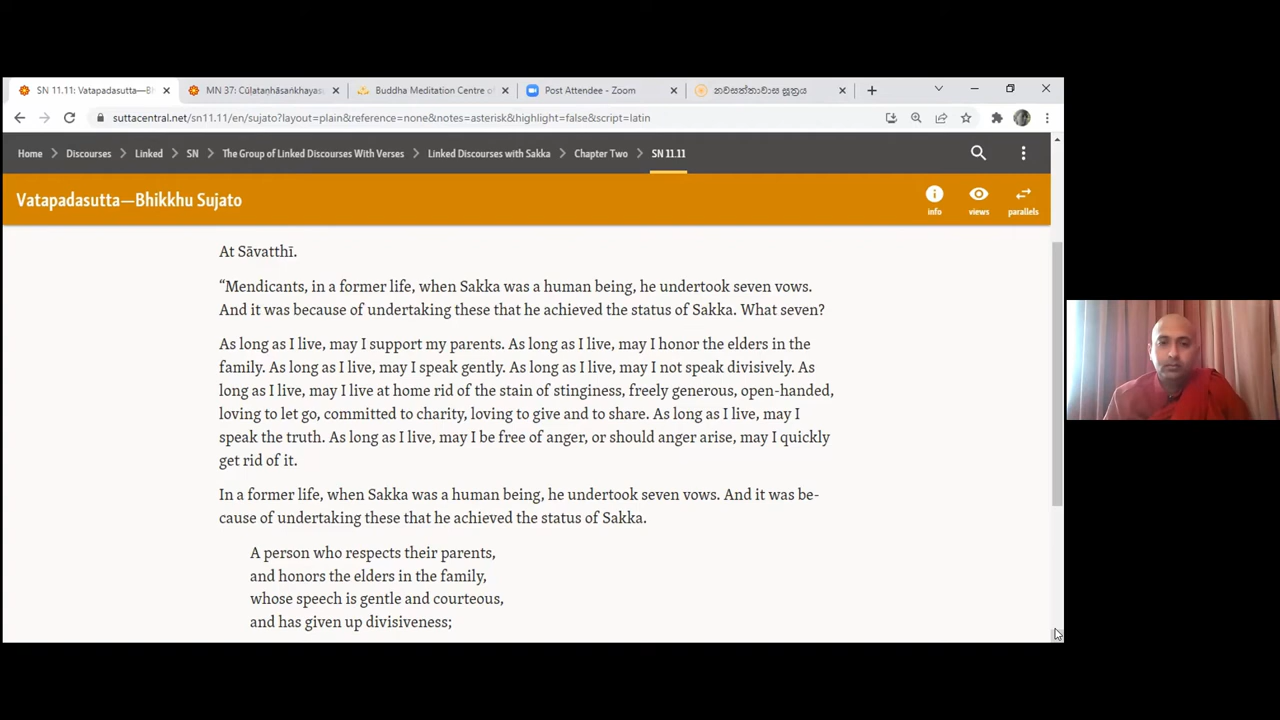 SN 11.11: Vatapadasutta—Bh
MN 37: Cūḷataṇhāsaṅkhayasu
Buddha Meditation Centre of
Post Attendee - Zoom
නවසත්තාවාස සූත්‍රය
suttacentral.net/sn11.11/en/sujato?layout=plain&reference=none&notes=asterisk&highlight=false&script=latin
Home > Discourses > Linked > SN > The Group of Linked Discourses With Verses > Linked Discourses with Sakka > Chapter Two > SN 11.11
Vatapadasutta—Bhikkhu Sujato
info
views
parallels
At Sāvatthī.
“Mendicants, in a former life, when Sakka was a human being, he undertook seven vows.
And it was because of undertaking these that he achieved the status of Sakka. What seven?
As long as I live, may I support my parents. As long as I live, may I honor the elders in the
family. As long as I live, may I speak gently. As long as I live, may I not speak divisively. As
long as I live, may I live at home rid of the stain of stinginess, freely generous, open-handed,
loving to let go, committed to charity, loving to give and to share. As long as I live, may I
speak the truth. As long as I live, may I be free of anger, or should anger arise, may I quickly
get rid of it.
In a former life, when Sakka was a human being, he undertook seven vows. And it was be-
cause of undertaking these that he achieved the status of Sakka.
A person who respects their parents,
and honors the elders in the family,
whose speech is gentle and courteous,
and has given up divisiveness;